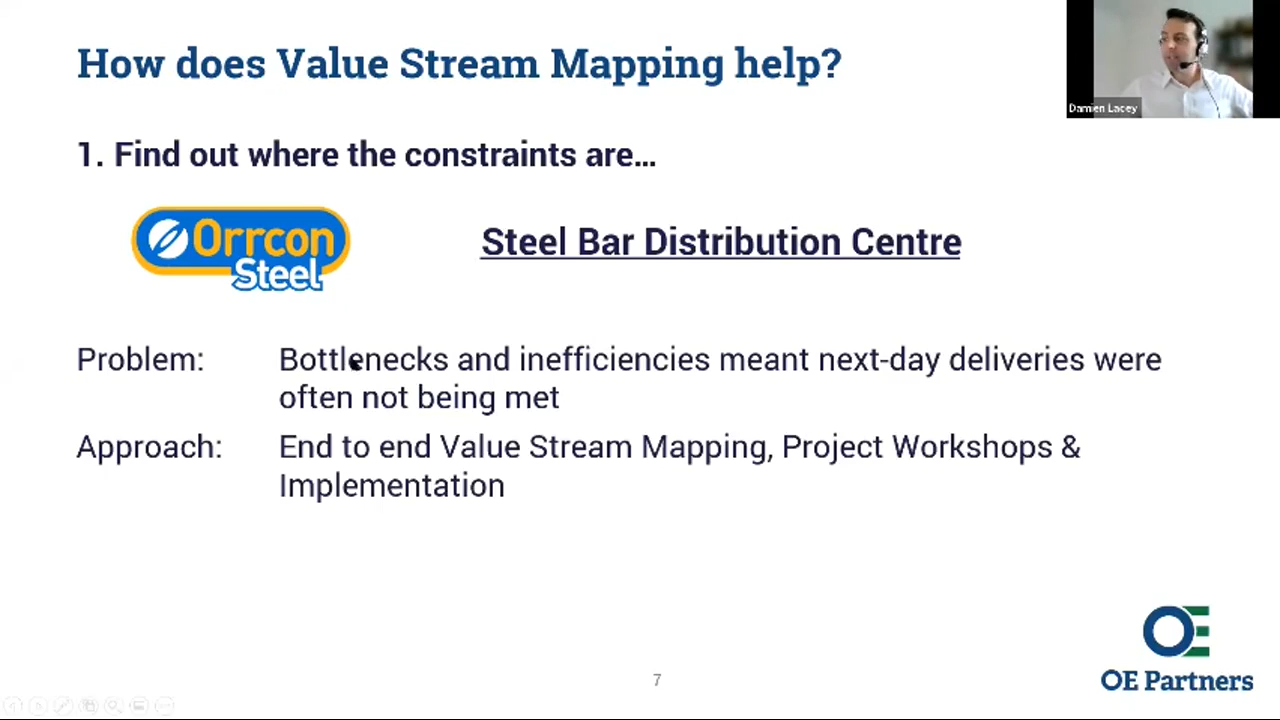 How does Value Stream Mapping help?
Damien Lacey
1. Find out where the constraints are...
Orrcon
Steel
Steel Bar Distribution Centre
Problem: Bottlenecks and inefficiencies meant next-day deliveries were
often not being met
Approach: End to end Value Stream Mapping, Project Workshops &
Implementation
OE
OE Partners
7